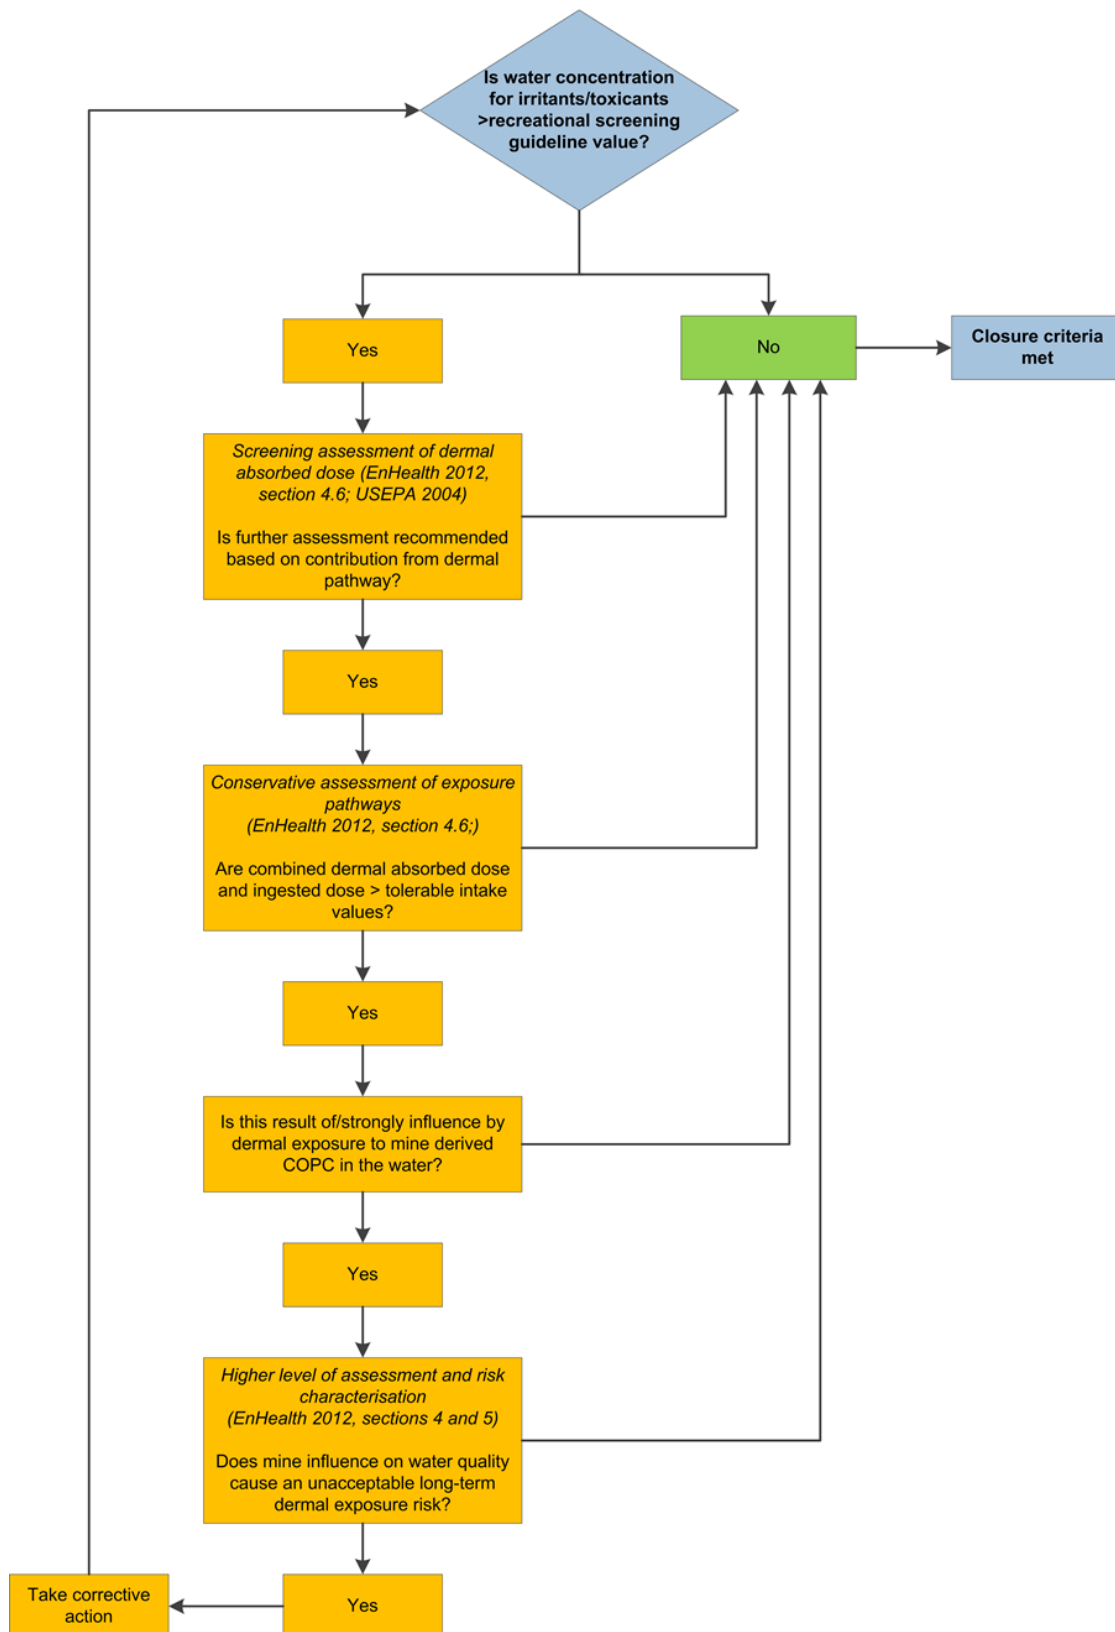 Is water concentration
for irritants/toxicants
>recreational screening
guideline value?
Yes
No
Closure criteria
met
Screening assessment of dermal
absorbed dose (EnHealth 2012,
section 4.6; USEPA 2004)
Is further assessment recommended
based on contribution from dermal
pathway?
Yes
Conservative assessment of exposure
pathways
(EnHealth 2012, section 4.6;)
Are combined dermal absorbed dose
and ingested dose > tolerable intake
values?
Yes
Is this result of/strongly influence by
dermal exposure to mine derived
COPC in the water?
Yes
Higher level of assessment and risk
characterisation
(EnHealth 2012, sections 4 and 5)
Does mine influence on water quality
cause an unacceptable long-term
dermal exposure risk?
Take corrective
action
Yes